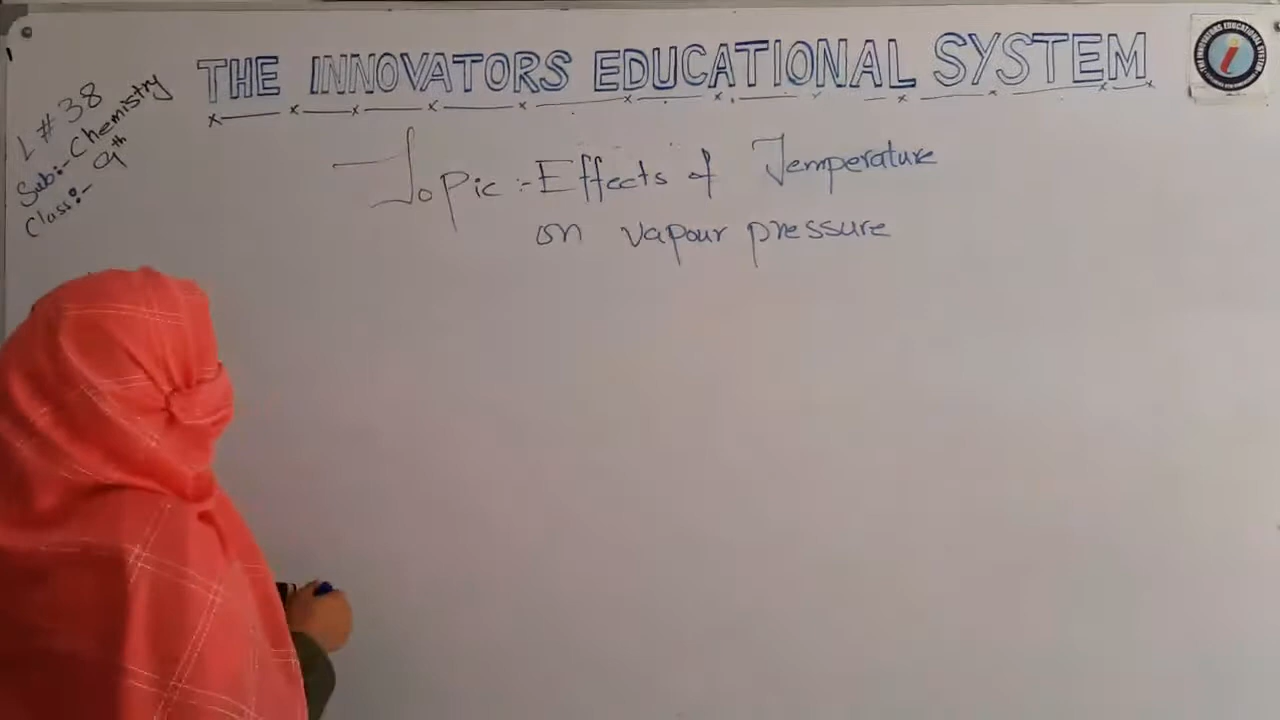 THE INNOVATORS EDUCATIONAL SYSTEM
L # 38
Sub:- Chemistry
Class:- 9th
Topic :- Effects of Temperature
on vapour pressure